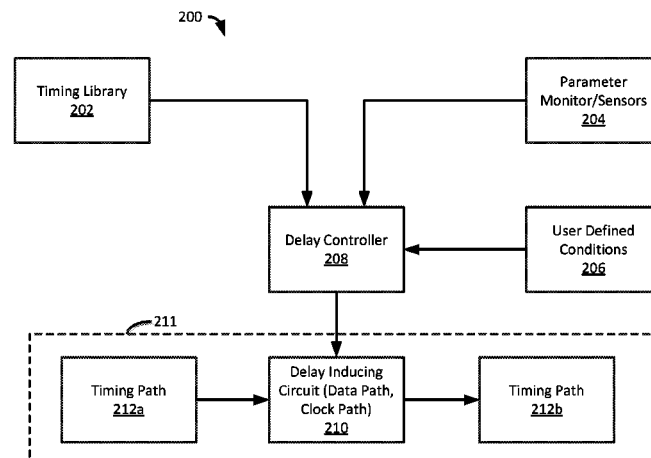 200
Timing Library
202
Parameter
Monitor/Sensors
204
Delay Controller
208
User Defined
Conditions
206
211
Timing Path
212a
Delay Inducing
Circuit (Data Path,
Clock Path)
210
Timing Path
212b